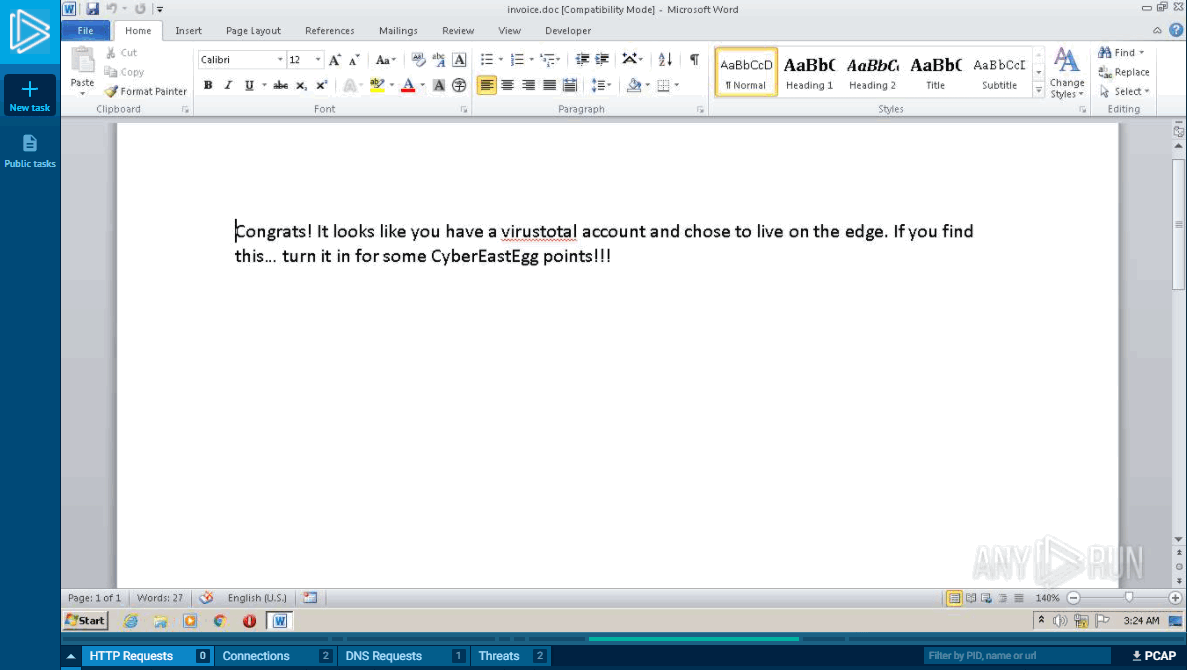 invoice.doc [Compatibility Mode] - Microsoft Word
File Home Insert Page Layout References Mailings Review View Developer
Paste
Cut
Copy
Format Painter
Clipboard
Calibri 12
Font
Paragraph
AaBbCcD AaBbC AaBbC AaBbC AaBbCcI
¶ Normal Heading 1 Heading 2 Title Subtitle
Styles
Change
Styles
Find
Replace
Select
Editing
New task
Public tasks
Congrats! It looks like you have a virustotal account and chose to live on the edge. If you find
this... turn it in for some CyberEastEgg points!!!
ANY RUN
Page: 1 of 1 Words: 27 English (U.S.) 140%
Start 3:24 AM
HTTP Requests 0 Connections 2 DNS Requests 1 Threats 2 Filter by PID, name or url PCAP